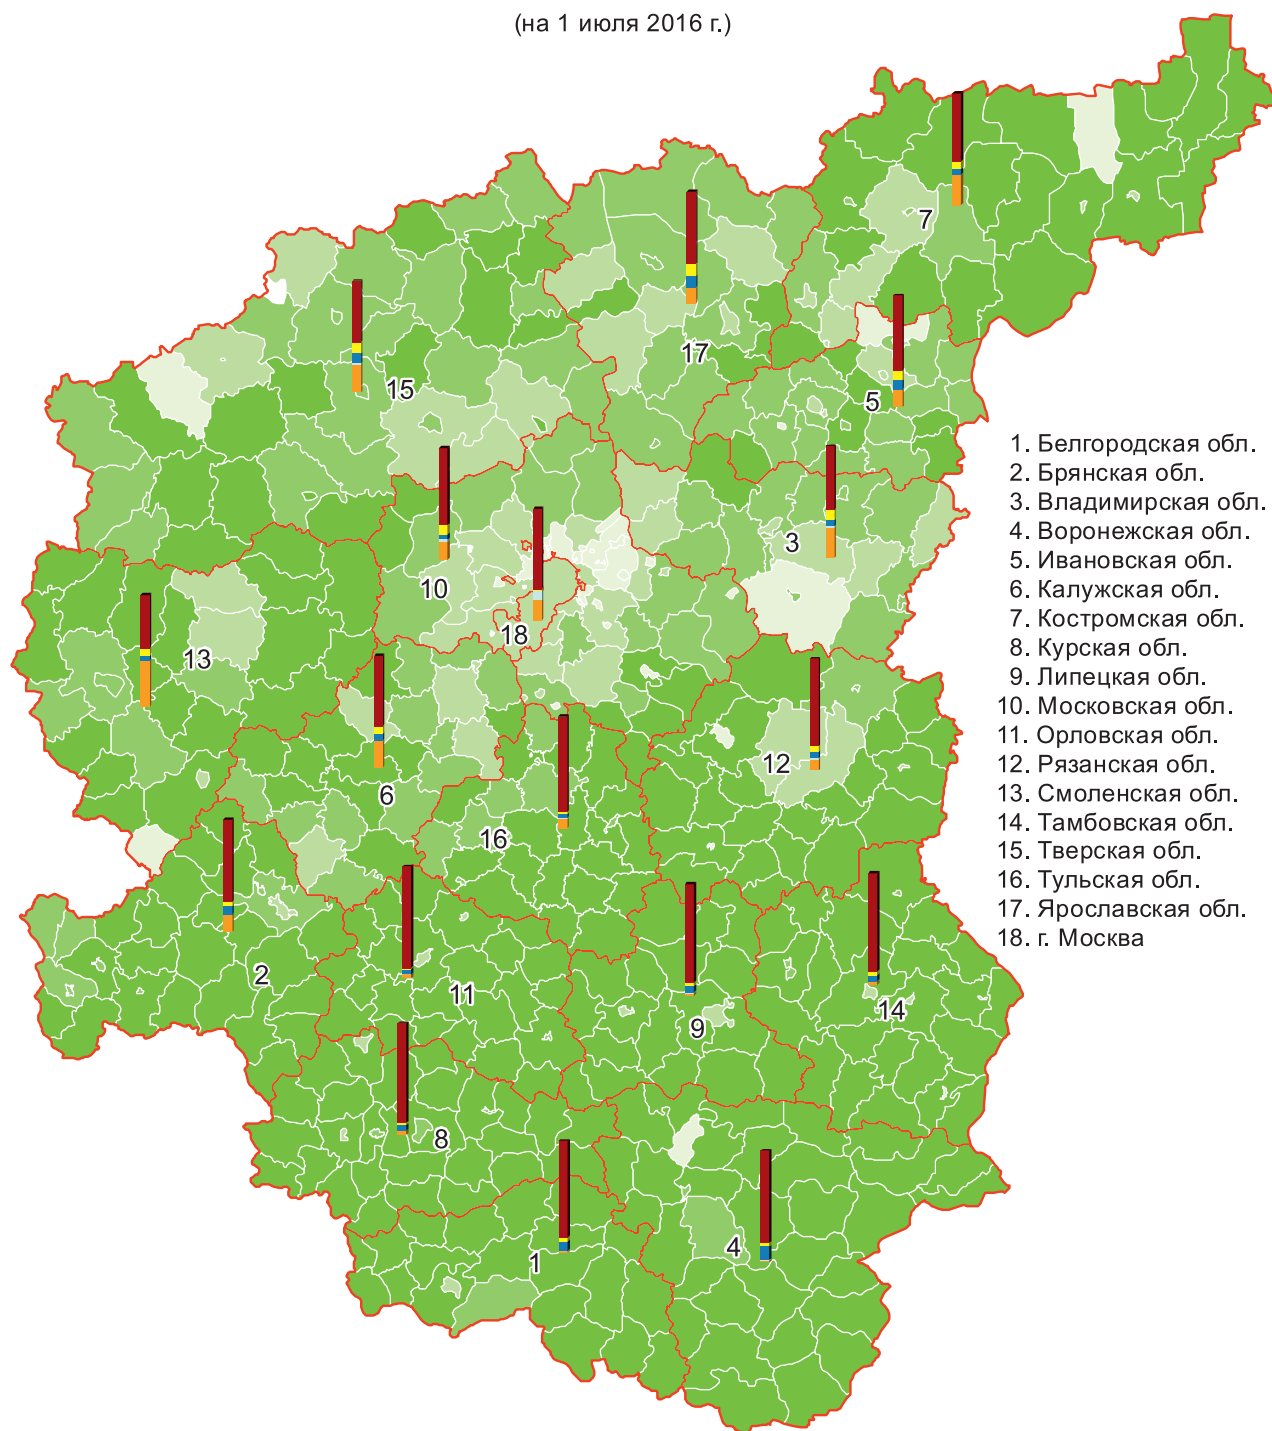 (на 1 июля 2016 г.)
7
17
15
5
3
10
18
13
12
6
16
2
11
9
14
8
4
1
1. Белгородская обл.
2. Брянская обл.
3. Владимирская обл.
4. Воронежская обл.
5. Ивановская обл.
6. Калужская обл.
7. Костромская обл.
8. Курская обл.
9. Липецкая обл.
10. Московская обл.
11. Орловская обл.
12. Рязанская обл.
13. Смоленская обл.
14. Тамбовская обл.
15. Тверская обл.
16. Тульская обл.
17. Ярославская обл.
18. г. Москва